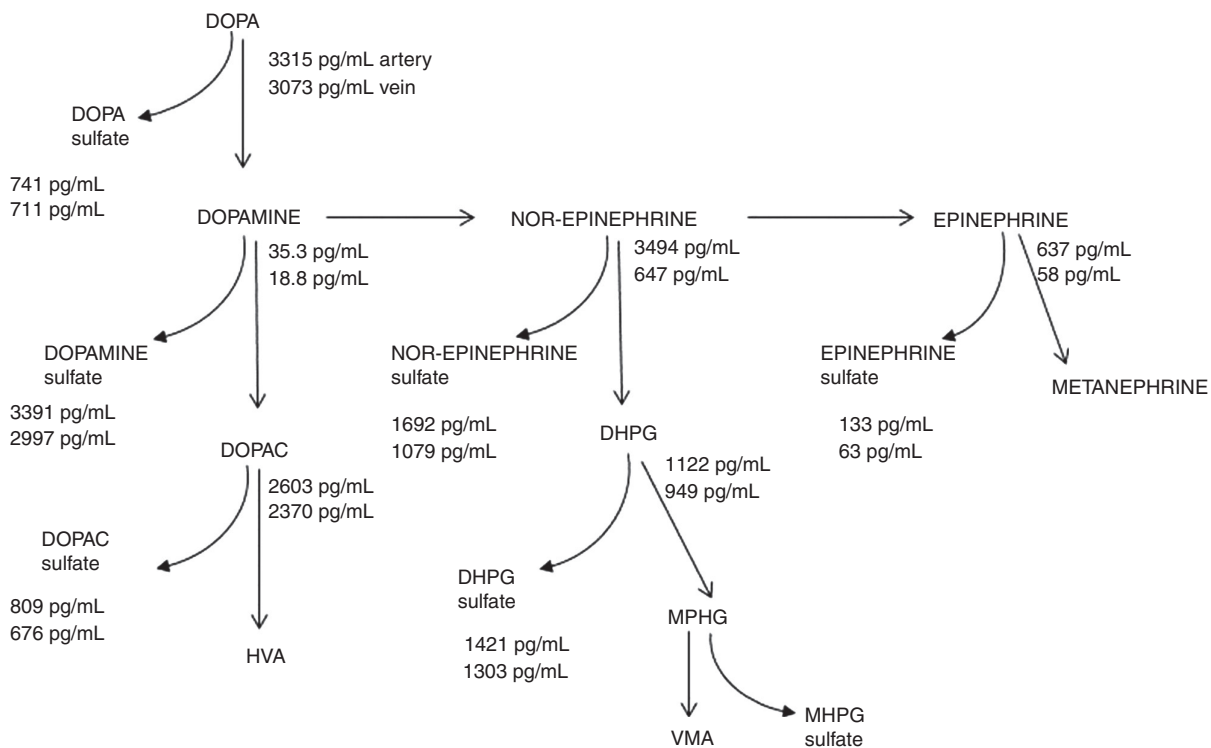 DOPA
3315 pg/mL artery
3073 pg/mL vein
DOPA
sulfate
741 pg/mL
711 pg/mL
DOPAMINE
NOR-EPINEPHRINE
EPINEPHRINE
35.3 pg/mL
18.8 pg/mL
3494 pg/mL
647 pg/mL
637 pg/mL
58 pg/mL
DOPAMINE
sulfate
NOR-EPINEPHRINE
sulfate
EPINEPHRINE
sulfate
METANEPHRINE
3391 pg/mL
2997 pg/mL
1692 pg/mL
1079 pg/mL
133 pg/mL
63 pg/mL
DOPAC
DHPG
2603 pg/mL
2370 pg/mL
1122 pg/mL
949 pg/mL
DOPAC
sulfate
DHPG
sulfate
809 pg/mL
676 pg/mL
MPHG
HVA
1421 pg/mL
1303 pg/mL
VMA
MHPG
sulfate